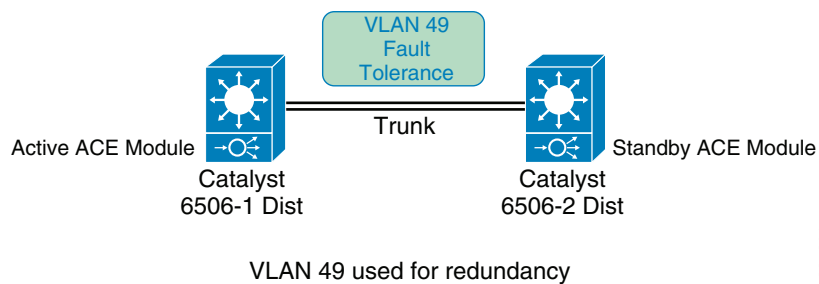 VLAN 49
Fault
Tolerance
Trunk
Active ACE Module
Standby ACE Module
Catalyst
6506-1 Dist
Catalyst
6506-2 Dist
VLAN 49 used for redundancy